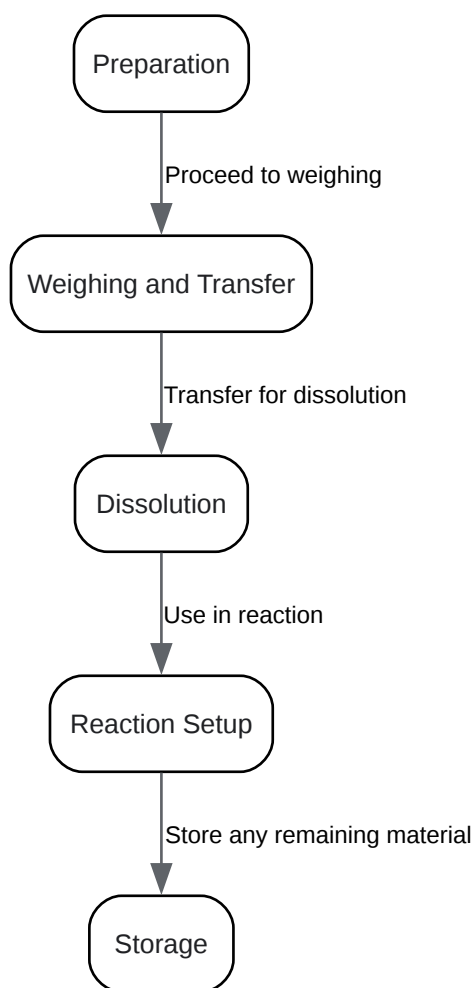 Preparation
Proceed to weighing
Weighing and Transfer
Transfer for dissolution
Dissolution
Use in reaction
Reaction Setup
Store any remaining material
Storage